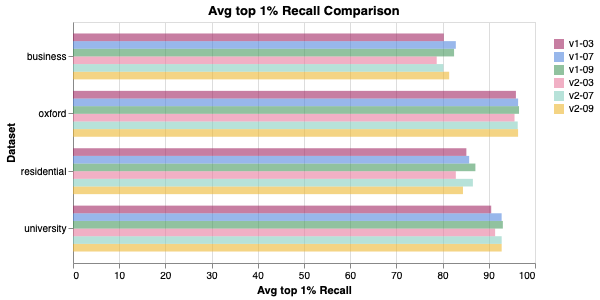 Avg top 1% Recall Comparison
business
oxford
residential
university
Dataset
0 10 20 30 40 50 60 70 80 90 100
Avg top 1% Recall
v1-03
v1-07
v1-09
v2-03
v2-07
v2-09